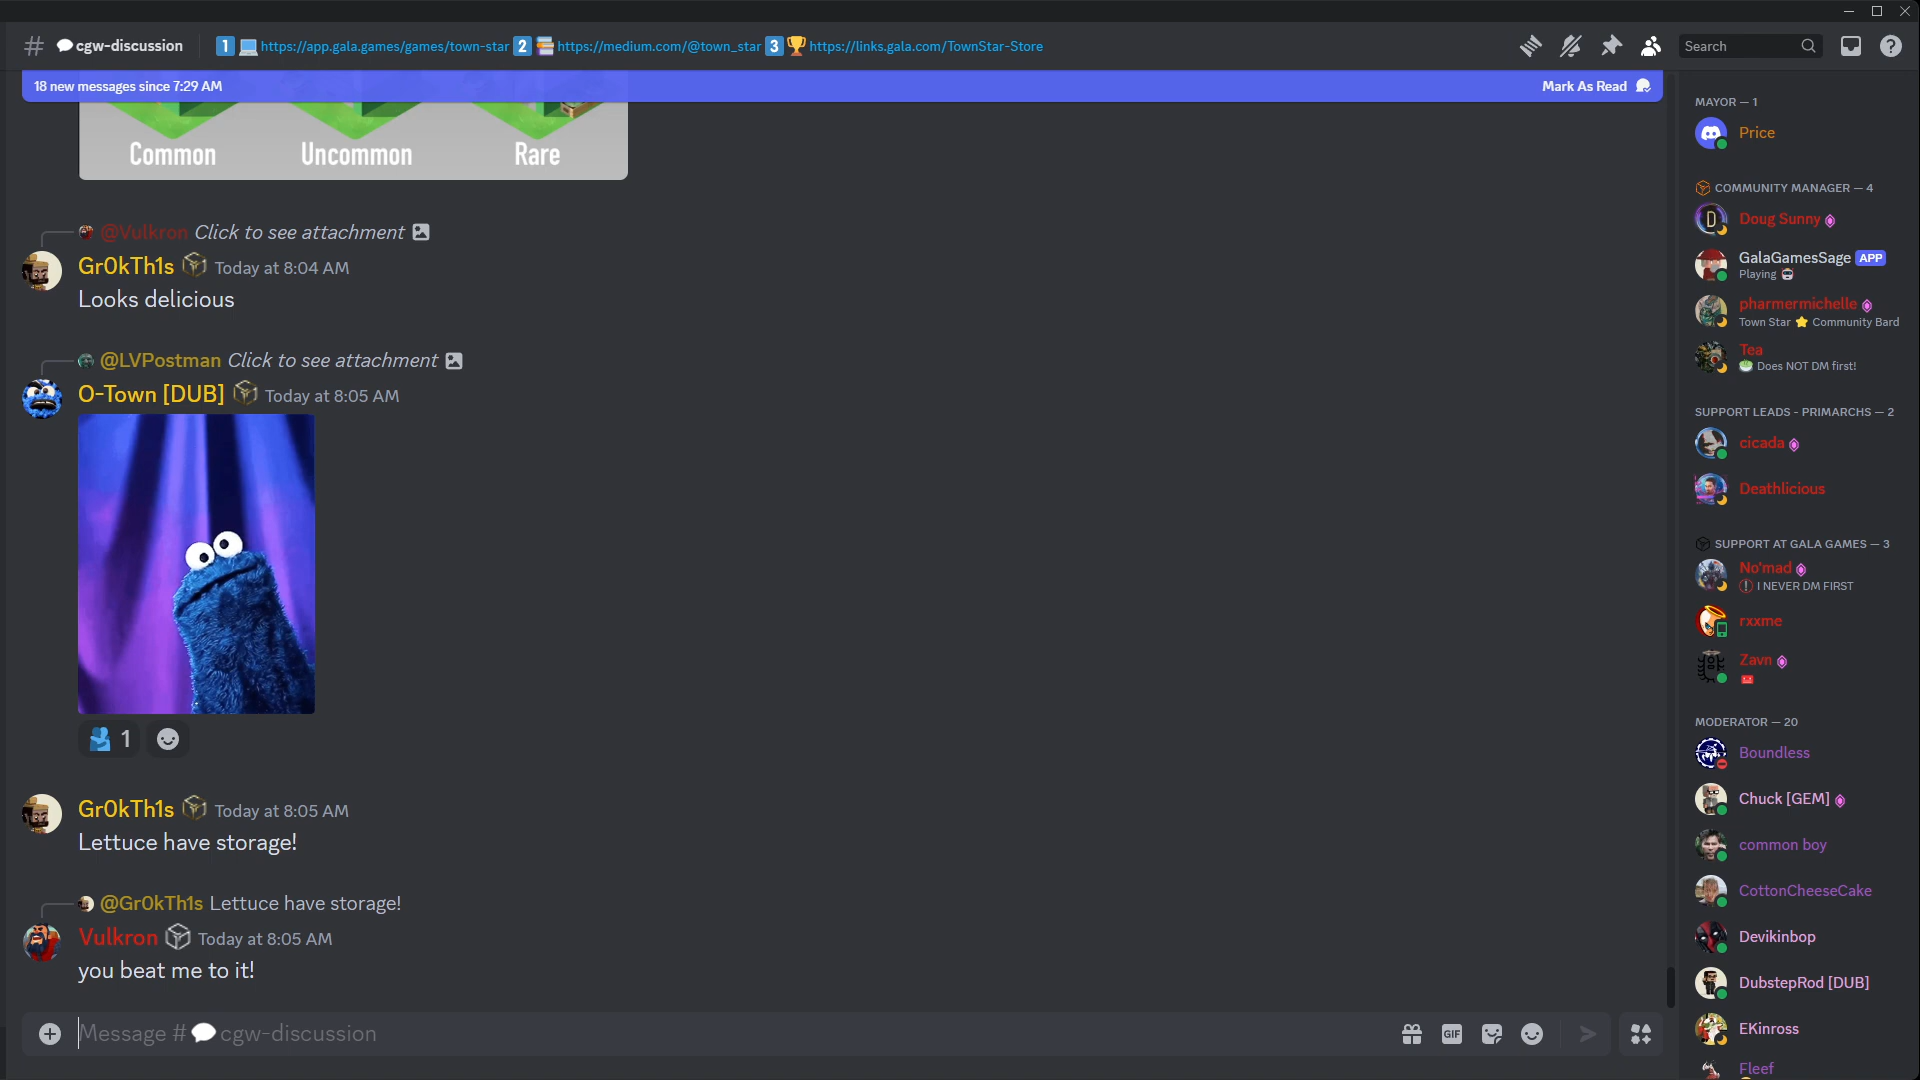 cgw-discussion
1 https://app.gala.games/games/town-star 2 https://medium.com/@town_star 3 https://links.gala.com/TownStar-Store
Search
18 new messages since 7:29 AM
Mark As Read
Common Uncommon Rare
@Vulkron Click to see attachment
Gr0kTh1s Today at 8:04 AM
Looks delicious
@LVPostman Click to see attachment
O-Town [DUB] Today at 8:05 AM
1
Gr0kTh1s Today at 8:05 AM
Lettuce have storage!
@Gr0kTh1s Lettuce have storage!
Vulkron Today at 8:05 AM
you beat me to it!
Message # cgw-discussion
GIF
MAYOR — 1
Price
COMMUNITY MANAGER — 4
D
Doug Sunny
GalaGamesSage APP
Playing
pharmermichelle
Town Star Community Bard
Tea
Does NOT DM first!
SUPPORT LEADS - PRIMARCHS — 2
cicada
Deathlicious
SUPPORT AT GALA GAMES — 3
No'mad
I NEVER DM FIRST
rxxme
Zavn
MODERATOR — 20
Boundless
Chuck [GEM]
common boy
CottonCheeseCake
Devikinbop
DubstepRod [DUB]
EKinross
Fleef